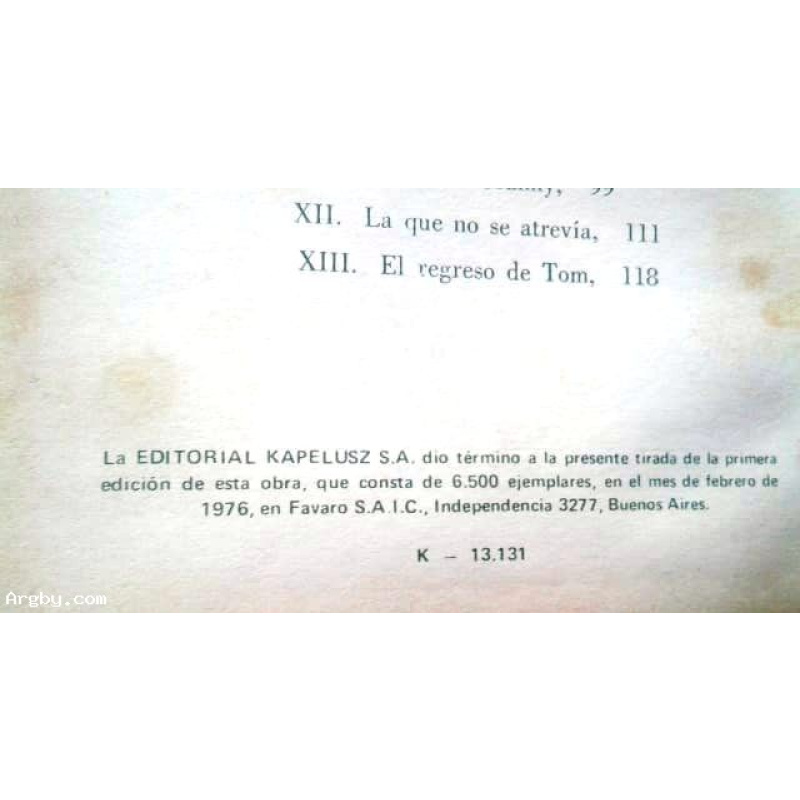 99
XII. La que no se atrevía, 111
XIII. El regreso de Tom, 118
La EDITORIAL KAPELUSZ S.A. dio término a la presente tirada de la primera
edición de esta obra, que consta de 6.500 ejemplares, en el mes de febrero de
1976, en Favaro S.A.I.C., Independencia 3277, Buenos Aires.
K – 13.131
Argby.com